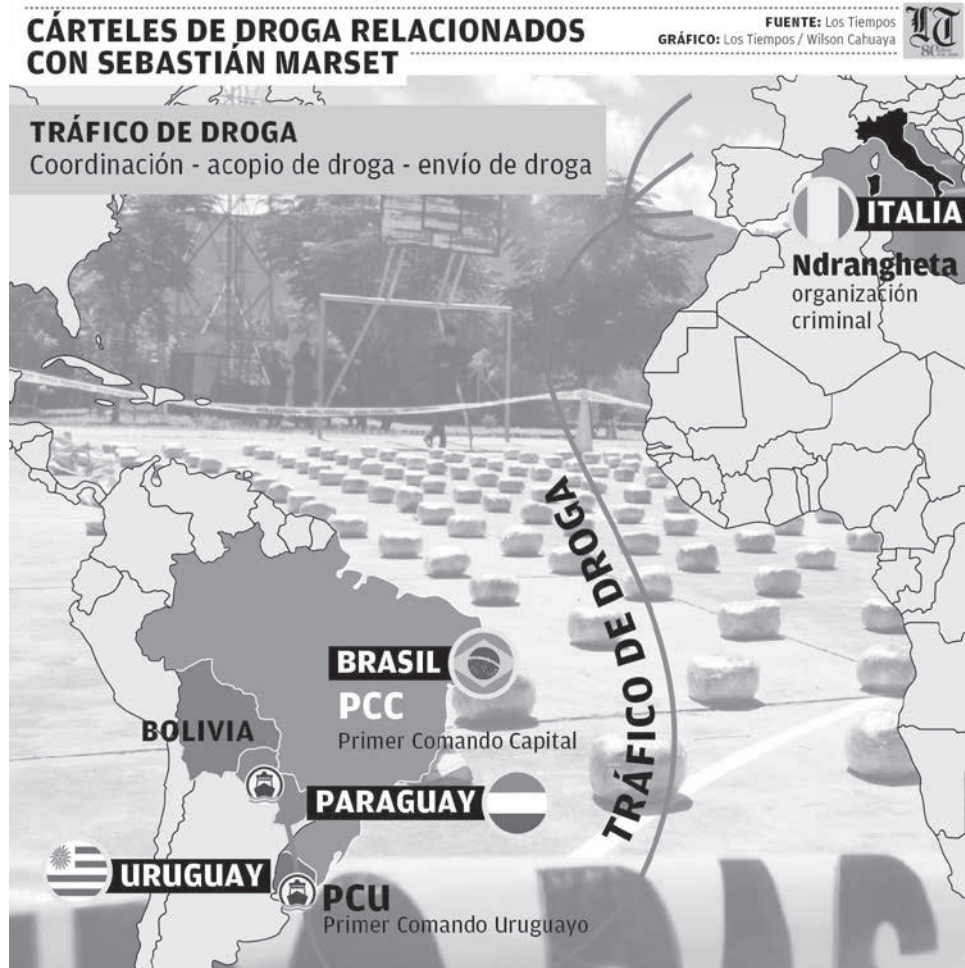 CÁRTELES DE DROGA RELACIONADOS
CON SEBASTIÁN MARSET
FUENTE: Los Tiempos
GRÁFICO: Los Tiempos / Wilson Cahuaya
LT
TRÁFICO DE DROGA
Coordinación - acopio de droga - envío de droga
ITALIA
Ndrangheta
organización
criminal
TRÁFICO DE DROGA
BRASIL
PCC
Primer Comando Capital
BOLIVIA
PARAGUAY
URUGUAY
PCU
Primer Comando Uruguayo